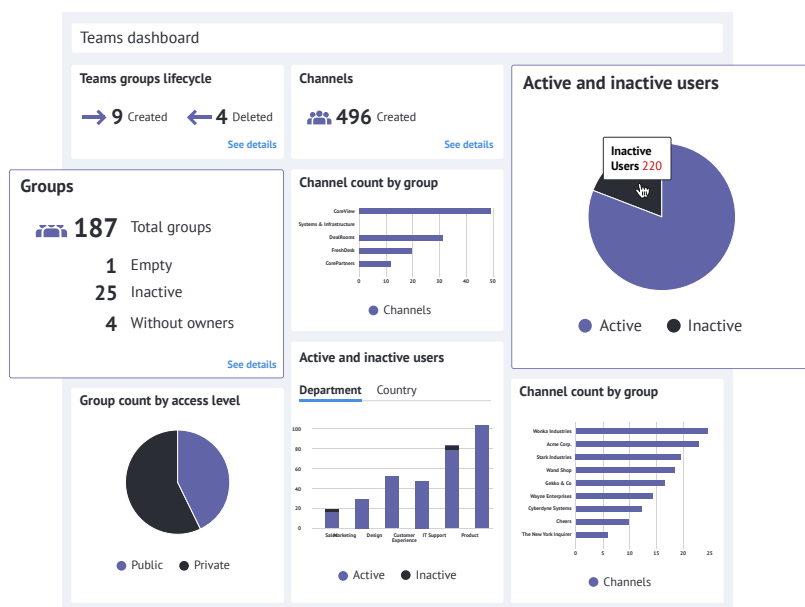 Teams dashboard
Teams groups lifecycle
9 Created
4 Deleted
See details
Channels
496 Created
See details
Active and inactive users
Inactive
Users 220
Active
Inactive
Groups
187 Total groups
1 Empty
25 Inactive
4 Without owners
See details
Channel count by group
CoreView
Systems & Infrastructure
DealRooms
FreshDesk
CorePartners
0 10 20 30 40 50
Channels
Group count by access level
Public
Private
Active and inactive users
Department Country
100
80
60
40
20
0
Sales Marketing Design Customer IT Support Product
Experience
Active
Inactive
Channel count by group
Wonka Industries
Acme Corp.
Stark Industries
Wand Shop
Gekko & Co
Wayne Enterprises
Cyberdyne Systems
Cheers
The New York Inquirer
0 5 10 15 20 25
Channels